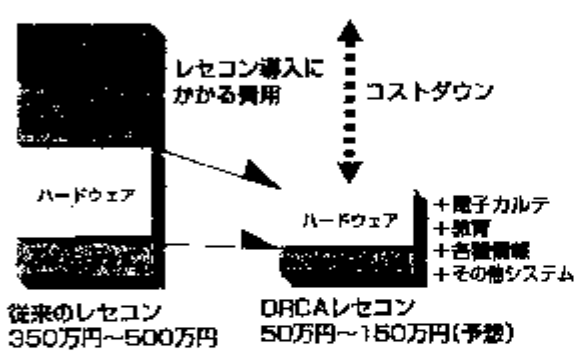 レセコン導入に
かかる費用
コストダウン
ハードウェア
ハードウェア
+電子カルテ
+教育
+各種情報
+その他システム
従来のレセコン
350万円~500万円
ORCAレセコン
50万円~150万円(予想)